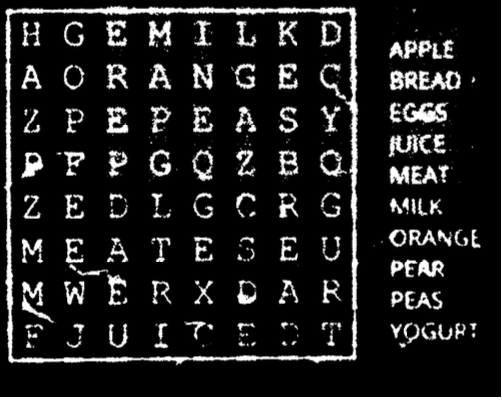 H G E M I L K D
A O R A N G E C
Z P E P E A S Y
P F P G Q Z B Q
Z E D L G C R G
M E A T E S E U
M W E R X D A R
F J U I C E D T
APPLE
BREAD
EGGS
JUICE
MEAT
MILK
ORANGE
PEAR
PEAS
YOGURT